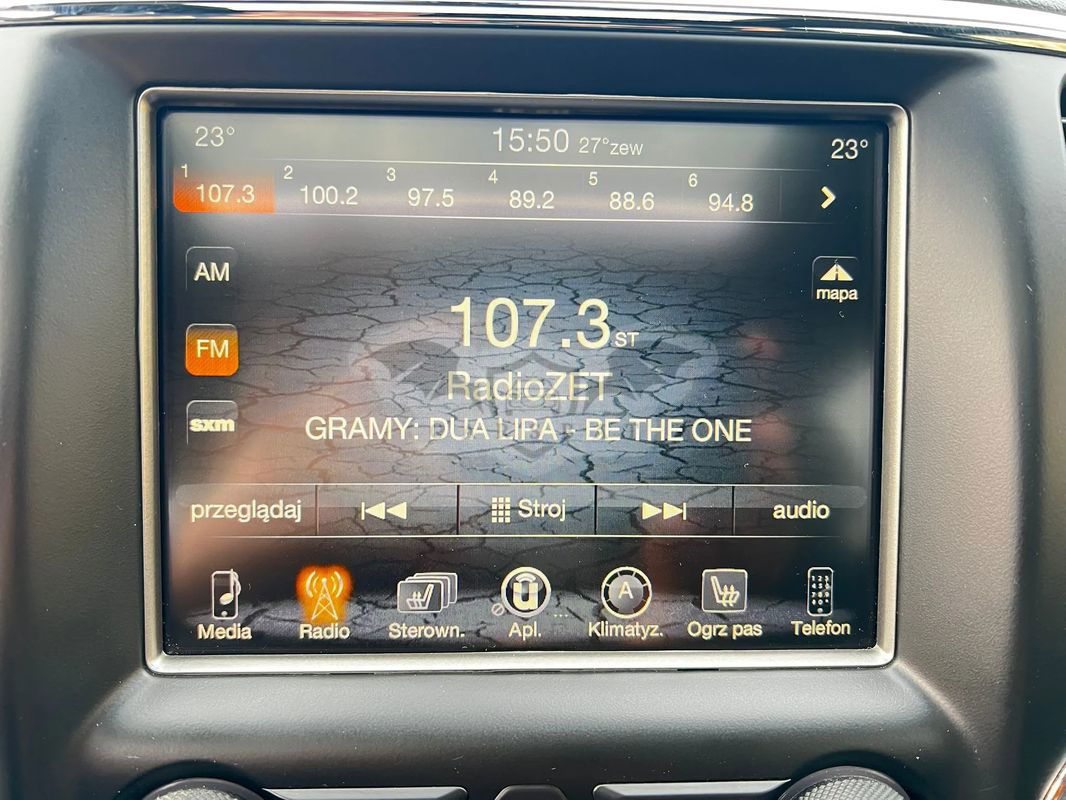 23° 15:50 27°zew 23°
1 107.3 2 100.2 3 97.5 4 89.2 5 88.6 6 94.8
AM
mapa
FM
107.3 ST
RadioZET
sxm
GRAMY: DUA LIPA - BE THE ONE
przeglądaj Stroj audio
Media Radio Sterown. Apl. Klimatyz. Ogrz pas Telefon